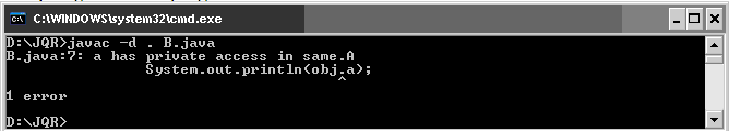 C:\WINDOWS\system32\cmd.exe
D:\JQR>javac -d . B.java
B.java:7: a has private access in same.A
System.out.println(obj.a);
^
1 error
D:\JQR>